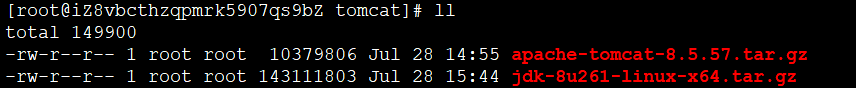 [root@iZ8vbcthzqpmrk5907qs9bZ tomcat]# ll
total 149900
-rw-r--r-- 1 root root  10379806 Jul 28 14:55 apache-tomcat-8.5.57.tar.gz
-rw-r--r-- 1 root root 143111803 Jul 28 15:44 jdk-8u261-linux-x64.tar.gz